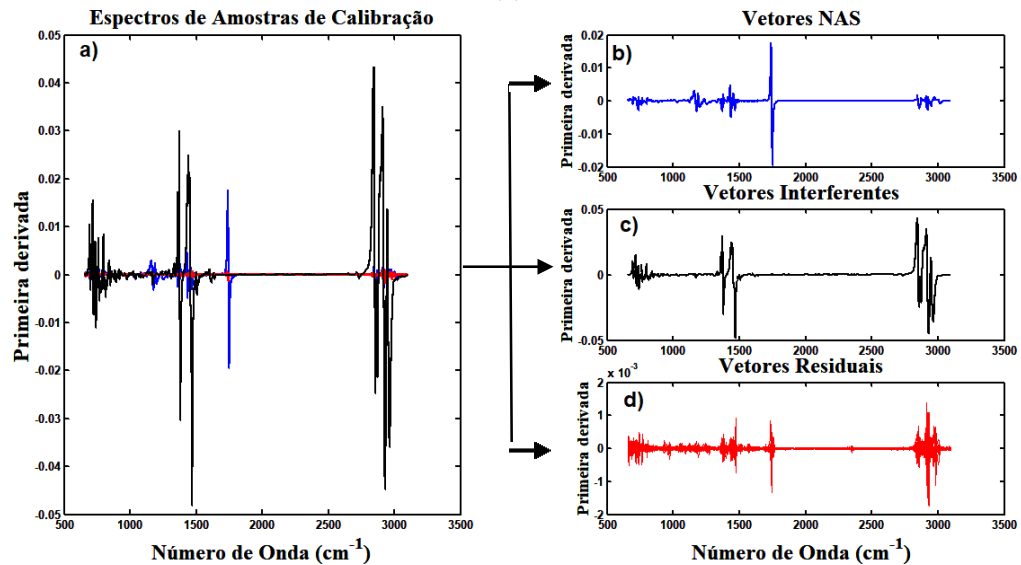 Espectros de Amostras de Calibração
a)
Primeira derivada
0.05
0.04
0.03
0.02
0.01
0
-0.01
-0.02
-0.03
-0.04
-0.05
500 1000 1500 2000 2500 3000 3500
Número de Onda (cm-1)
Vetores NAS
b)
Primeira derivada
0.02
0.01
0
-0.01
-0.02
500 1000 1500 2000 2500 3000 3500
Vetores Interferentes
c)
Primeira derivada
0.05
0
-0.05
500 1000 1500 2000 2500 3000 3500
Vetores Residuais
x 10-3
d)
Primeira derivada
2
1
0
-1
-2
500 1000 1500 2000 2500 3000 3500
Número de Onda (cm-1)